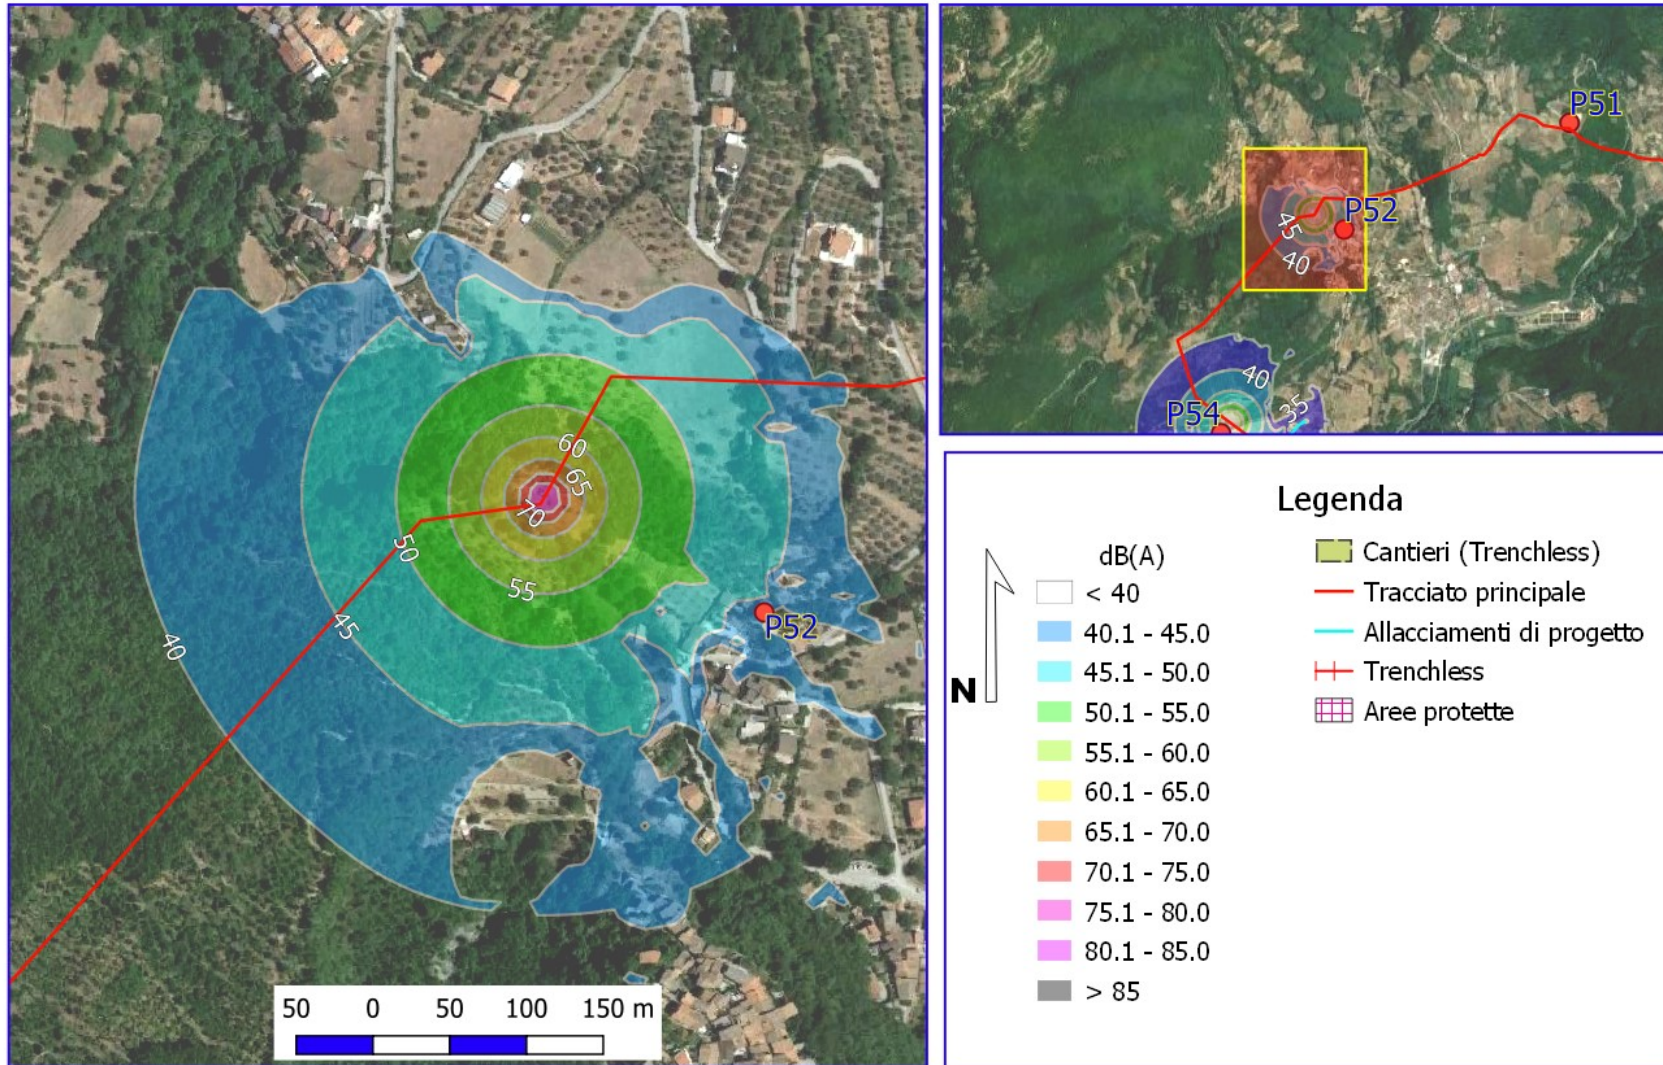 60
65
70
50
55
45
40
P52
50 0 50 100 150 m
P51
P52
45
40
40
35
P54
Legenda
N
dB(A)
< 40
40.1 - 45.0
45.1 - 50.0
50.1 - 55.0
55.1 - 60.0
60.1 - 65.0
65.1 - 70.0
70.1 - 75.0
75.1 - 80.0
80.1 - 85.0
> 85
Cantieri (Trenchless)
Tracciato principale
Allacciamenti di progetto
Trenchless
Aree protette